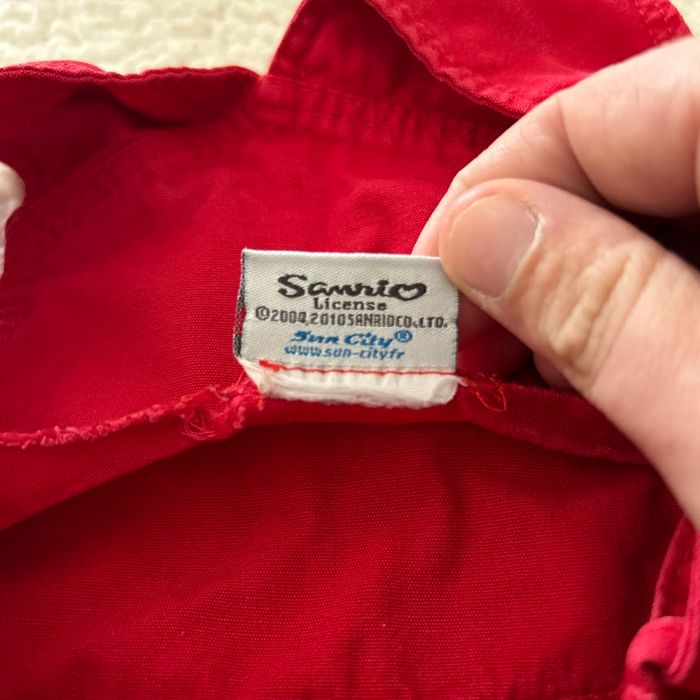 Sanrio
License
©2004,2010SANRIOCO.,LTD.
Sun City®
www.sun-city.fr